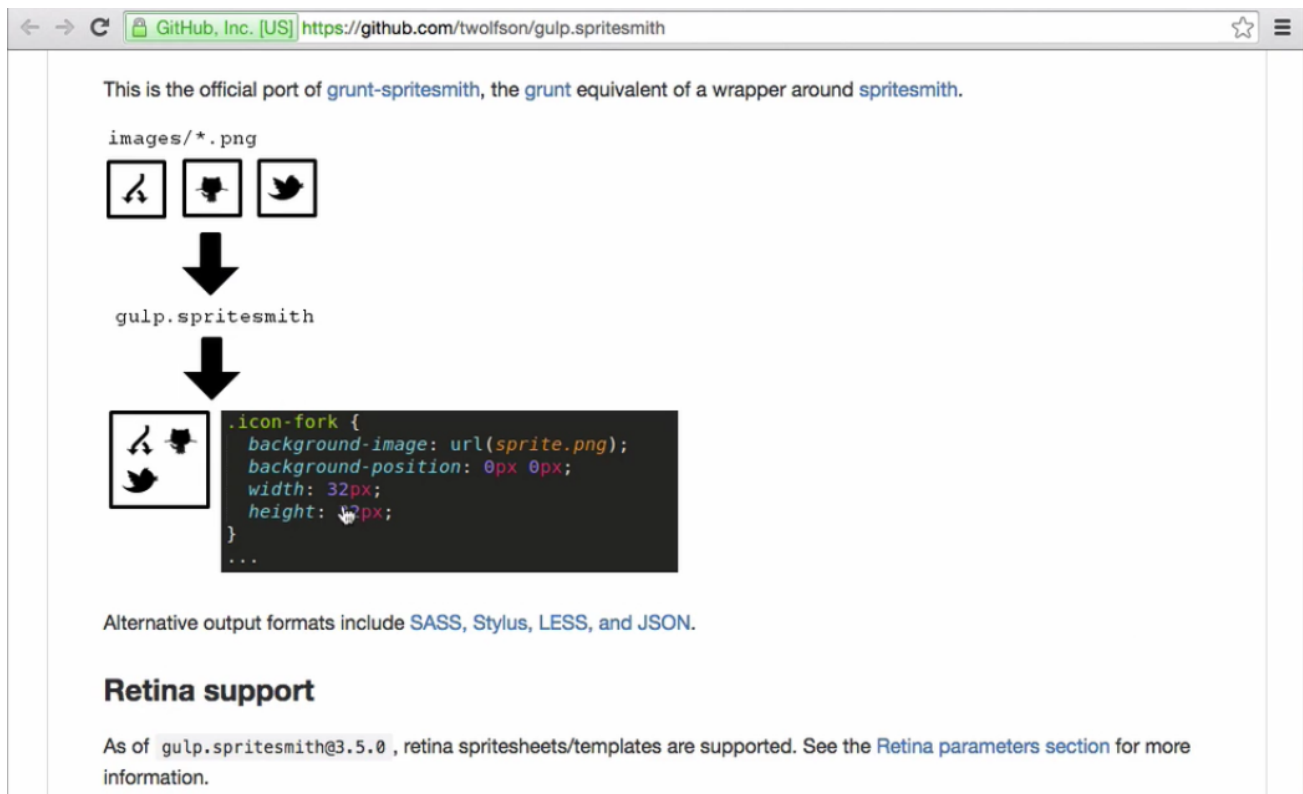 GitHub, Inc. [US] https://github.com/twolfson/gulp.spritesmith
This is the official port of grunt-spritesmith, the grunt equivalent of a wrapper around spritesmith.
images/*.png
gulp.spritesmith
.icon-fork {
background-image: url(sprite.png);
background-position: 0px 0px;
width: 32px;
height: 2px;
}
...
Alternative output formats include SASS, Stylus, LESS, and JSON.
Retina support
As of gulp.spritesmith@3.5.0 , retina spritesheets/templates are supported. See the Retina parameters section for more
information.